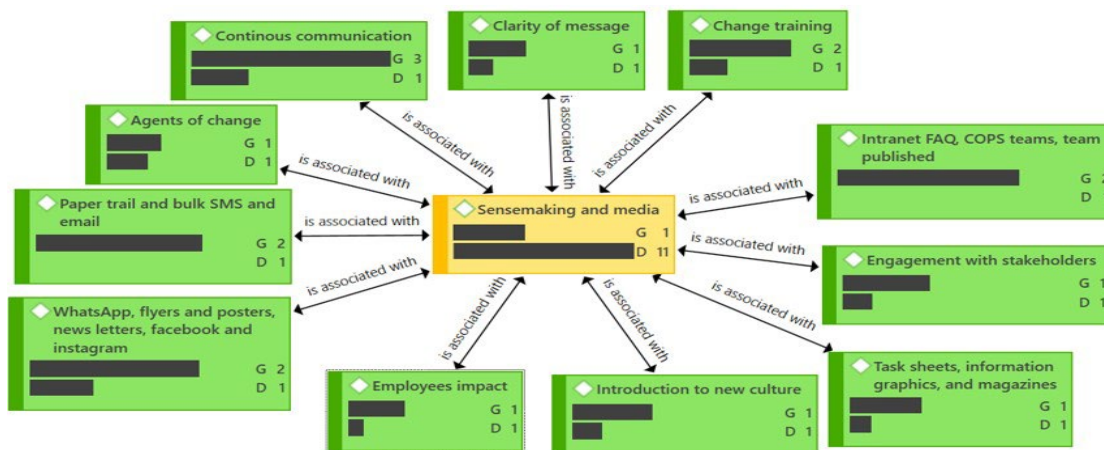 Continous communication
G 3
D 1
Clarity of message
G 1
D 1
Change training
G 2
D 1
Agents of change
G 1
D 1
Intranet FAQ, COPS teams, team
published
G 2
D
Paper trail and bulk SMS and
email
G 2
D 1
Sensemaking and media
G 1
D 11
Engagement with stakeholders
G 1
D 1
WhatsApp, flyers and posters,
news letters, facebook and
instagram
G 2
D 1
Employees impact
G 1
D 1
Introduction to new culture
G 1
D 1
Task sheets, information
graphics, and magazines
G 1
D 1
is associated with
is associated with
is associated with
is associated with
is associated with
is associated with
is associated with
is associated with
is associated with
is associated with
is associated with